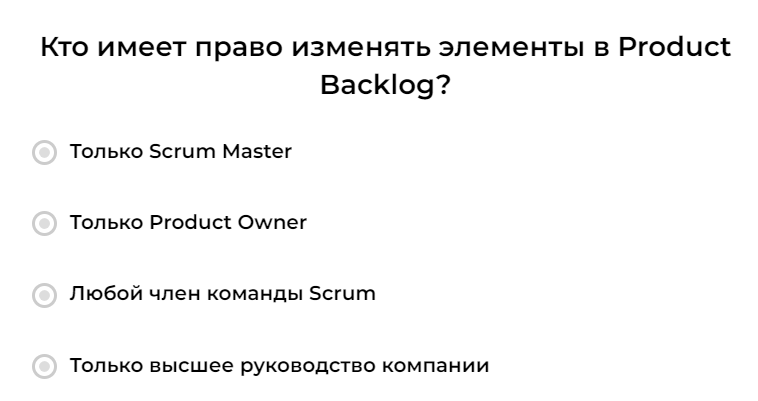 Кто имеет право изменять элементы в Product
Backlog?
Только Scrum Master
Только Product Owner
Любой член команды Scrum
Только высшее руководство компании